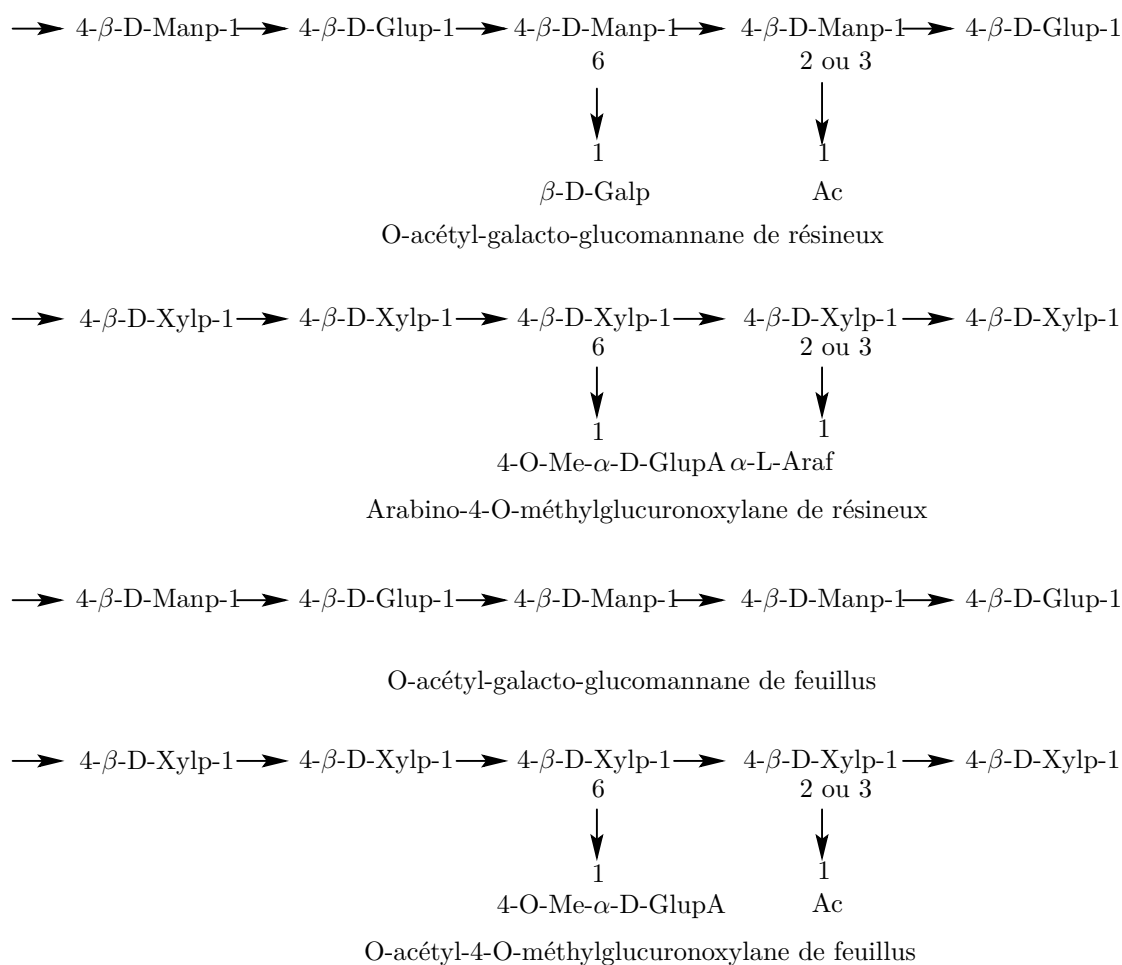 4-β-D-Manp-1 4-β-D-Glup-1 4-β-D-Manp-1 4-β-D-Manp-1 4-β-D-Glup-1
6 2 ou 3
1 1
β-D-Galp Ac
O-acétyl-galacto-glucomannane de résineux
4-β-D-Xylp-1 4-β-D-Xylp-1 4-β-D-Xylp-1 4-β-D-Xylp-1 4-β-D-Xylp-1
6 2 ou 3
1 1
4-O-Me-α-D-GlupA α-L-Araf
Arabino-4-O-méthylglucuronoxylane de résineux
4-β-D-Manp-1 4-β-D-Glup-1 4-β-D-Manp-1 4-β-D-Manp-1 4-β-D-Glup-1
O-acétyl-galacto-glucomannane de feuillus
4-β-D-Xylp-1 4-β-D-Xylp-1 4-β-D-Xylp-1 4-β-D-Xylp-1 4-β-D-Xylp-1
6 2 ou 3
1 1
4-O-Me-α-D-GlupA Ac
O-acétyl-4-O-méthylglucuronoxylane de feuillus